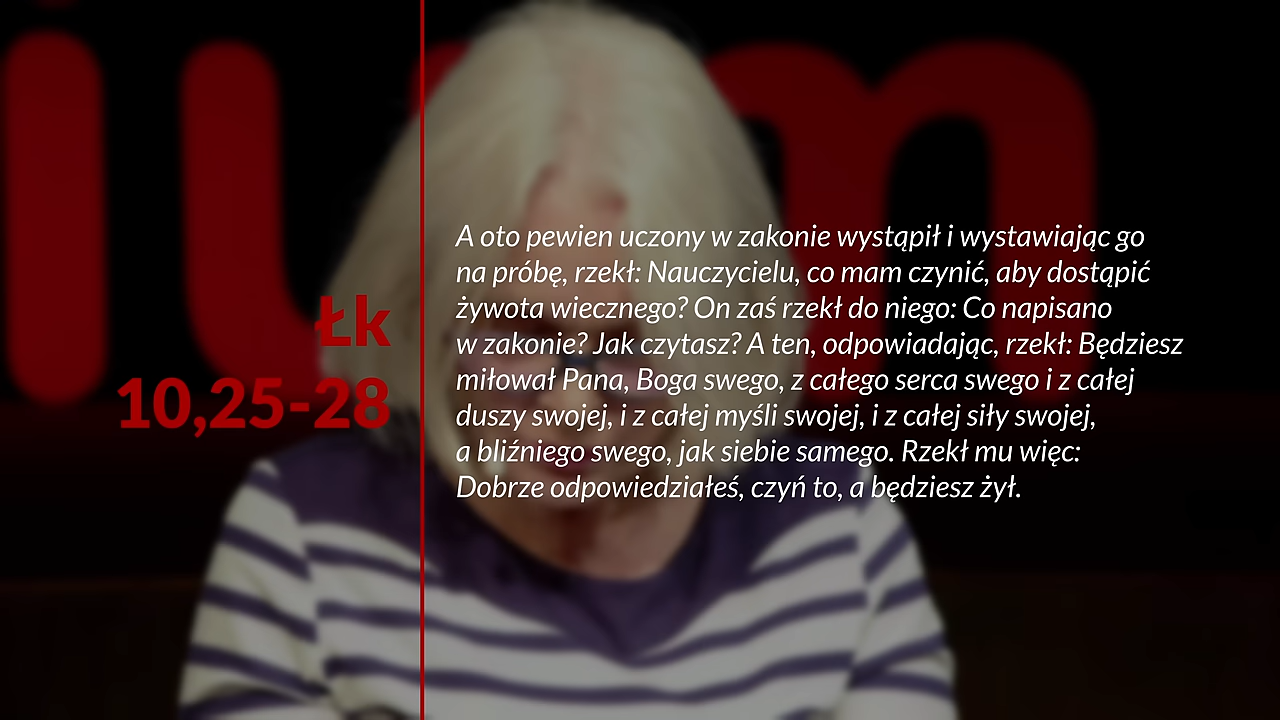 Łk
10,25-28
A oto pewien uczony w zakonie wystąpił i wystawiając go
na próbę, rzekł: Nauczycielu, co mam czynić, aby dostąpić
żywota wiecznego? On zaś rzekł do niego: Co napisano
w zakonie? Jak czytasz? A ten, odpowiadając, rzekł: Będziesz
miłował Pana, Boga swego, z całego serca swego i z całej
duszy swojej, i z całej myśli swojej, i z całej siły swojej,
a bliźniego swego, jak siebie samego. Rzekł mu więc:
Dobrze odpowiedziałeś, czyń to, a będziesz żył.